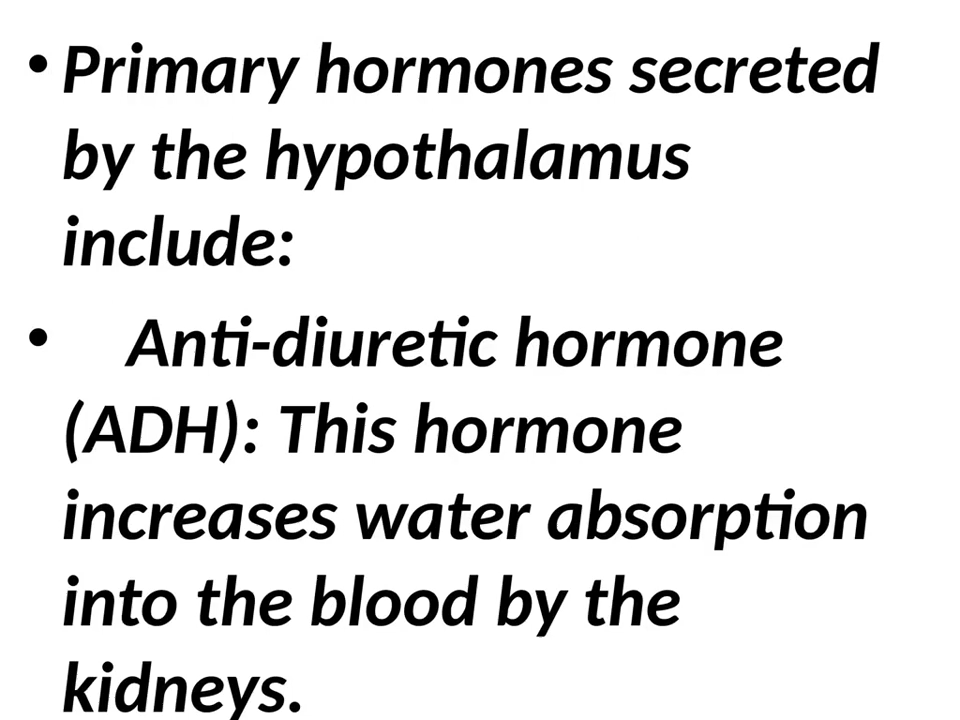 • Primary hormones secreted
by the hypothalamus
include:
• Anti-diuretic hormone
(ADH): This hormone
increases water absorption
into the blood by the
kidneys.